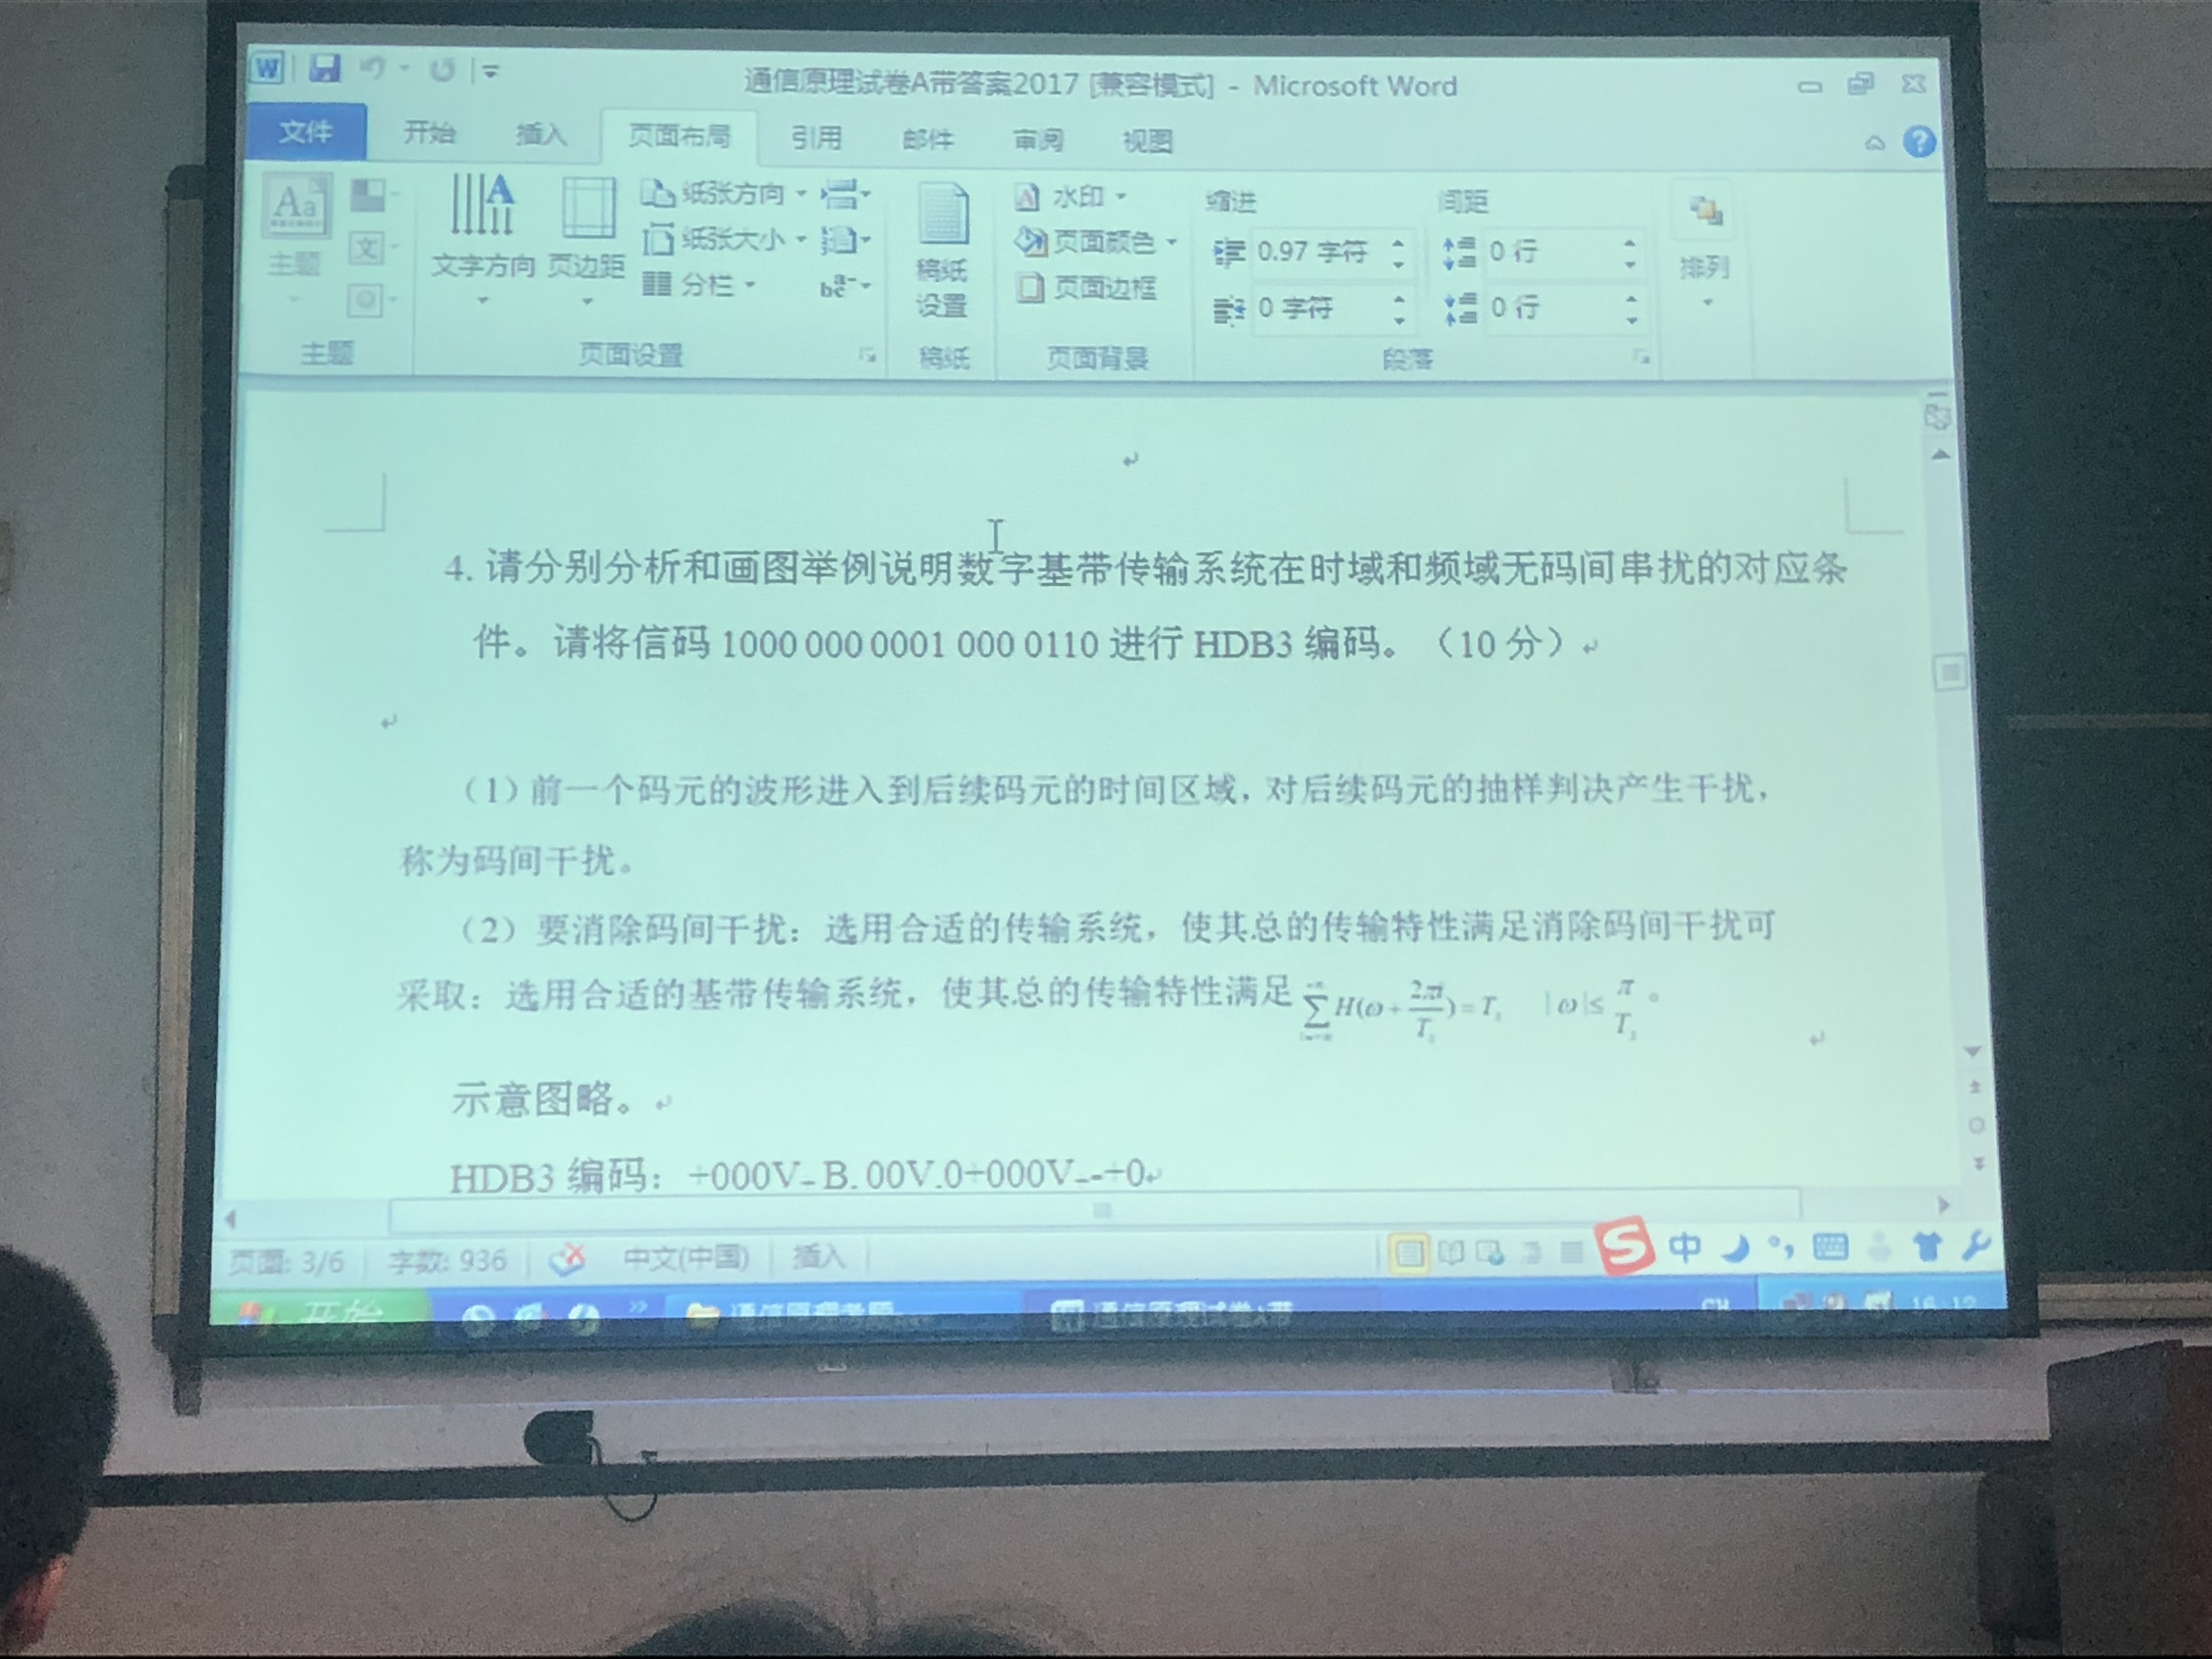 通信原理试卷A带答案2017 [兼容模式] - Microsoft Word
文件 开始 插入 页面布局 引用 邮件 审阅 视图
主题
文字方向 页边距 纸张方向 纸张大小 分栏
稿纸
设置
水印
页面颜色
页面边框
缩进 间距
0.97 字符 0 行
0 字符 0 行
排列
主题 页面设置 稿纸 页面背景 段落
4. 请分别分析和画图举例说明数字基带传输系统在时域和频域无码间串扰的对应条
件。请将信码 1000 000 0001 000 0110 进行 HDB3 编码。（10 分）
（1）前一个码元的波形进入到后续码元的时间区域，对后续码元的抽样判决产生干扰，
称为码间干扰。
（2）要消除码间干扰：选用合适的传输系统，使其总的传输特性满足消除码间干扰可
采取：选用合适的基带传输系统，使其总的传输特性满足 ∑H(ω + 2πi/Ts) = Ts |ω| ≤ π/Ts 。
示意图略。
HDB3 编码：+000V- B. 00V.0+000V--+0
页面: 3/6 字数: 936 中文(中国) 插入 中
开始 通信原理考题 通信原理试卷A带 CH 16:12